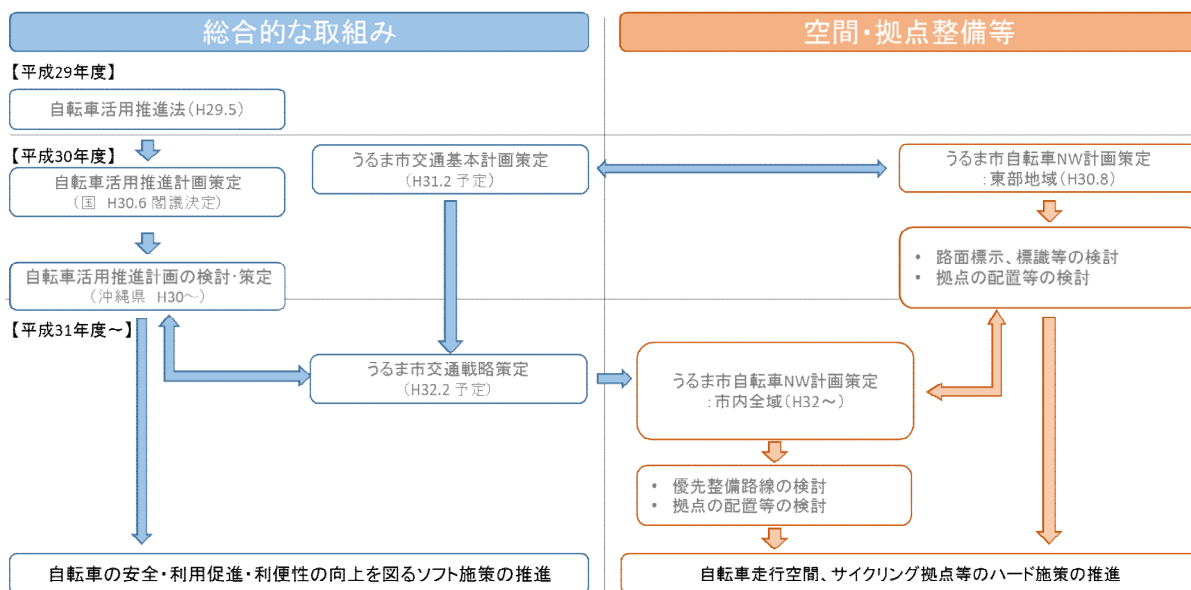 総合的な取組み
空間・拠点整備等
【平成29年度】
自転車活用推進法(H29.5)
【平成30年度】
自転車活用推進計画策定
(国 H30.6 閣議決定)
うるま市交通基本計画策定
(H31.2 予定)
うるま市自転車NW計画策定
:東部地域(H30.8)
• 路面標示、標識等の検討
• 拠点の配置等の検討
自転車活用推進計画の検討・策定
(沖縄県 H30～)
【平成31年度～】
うるま市交通戦略策定
(H32.2 予定)
うるま市自転車NW計画策定
:市内全域(H32～)
• 優先整備路線の検討
• 拠点の配置等の検討
自転車の安全・利用促進・利便性の向上を図るソフト施策の推進
自転車走行空間、サイクリング拠点等のハード施策の推進